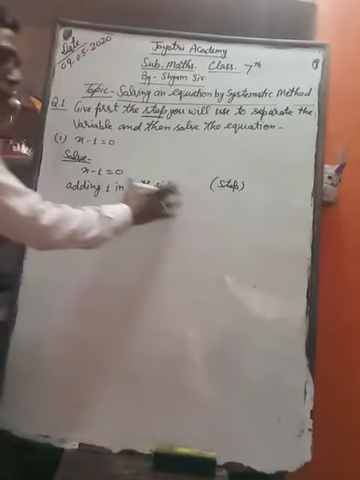 Date
09.05.2020
Jayotri Academy
Sub. Maths. Class. 7th
By- Shyam Sir
Topic- Solving an equation by Systematic Method
Q.1 Give first the step you will use to separate the
Variable and then solve the equation-
(1) x-1=0
Solve-
x-1=0
adding 1 in (Step)